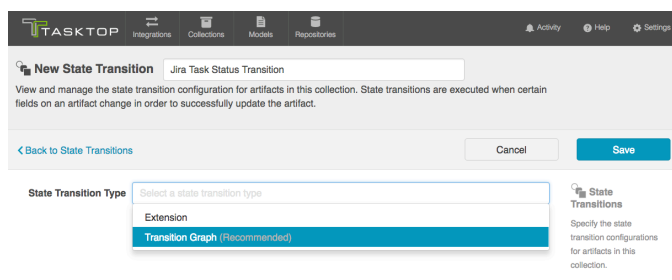 TASKTOP
Integrations
Collections
Models
Repositories
Activity
Help
Settings
New State Transition
Jira Task Status Transition
View and manage the state transition configuration for artifacts in this collection. State transitions are executed when certain
fields on an artifact change in order to successfully update the artifact.
Back to State Transitions
Cancel
Save
State Transition Type
Select a state transition type
Extension
Transition Graph (Recommended)
State
Transitions
Specify the state
transition configurations
for artifacts in this
collection.